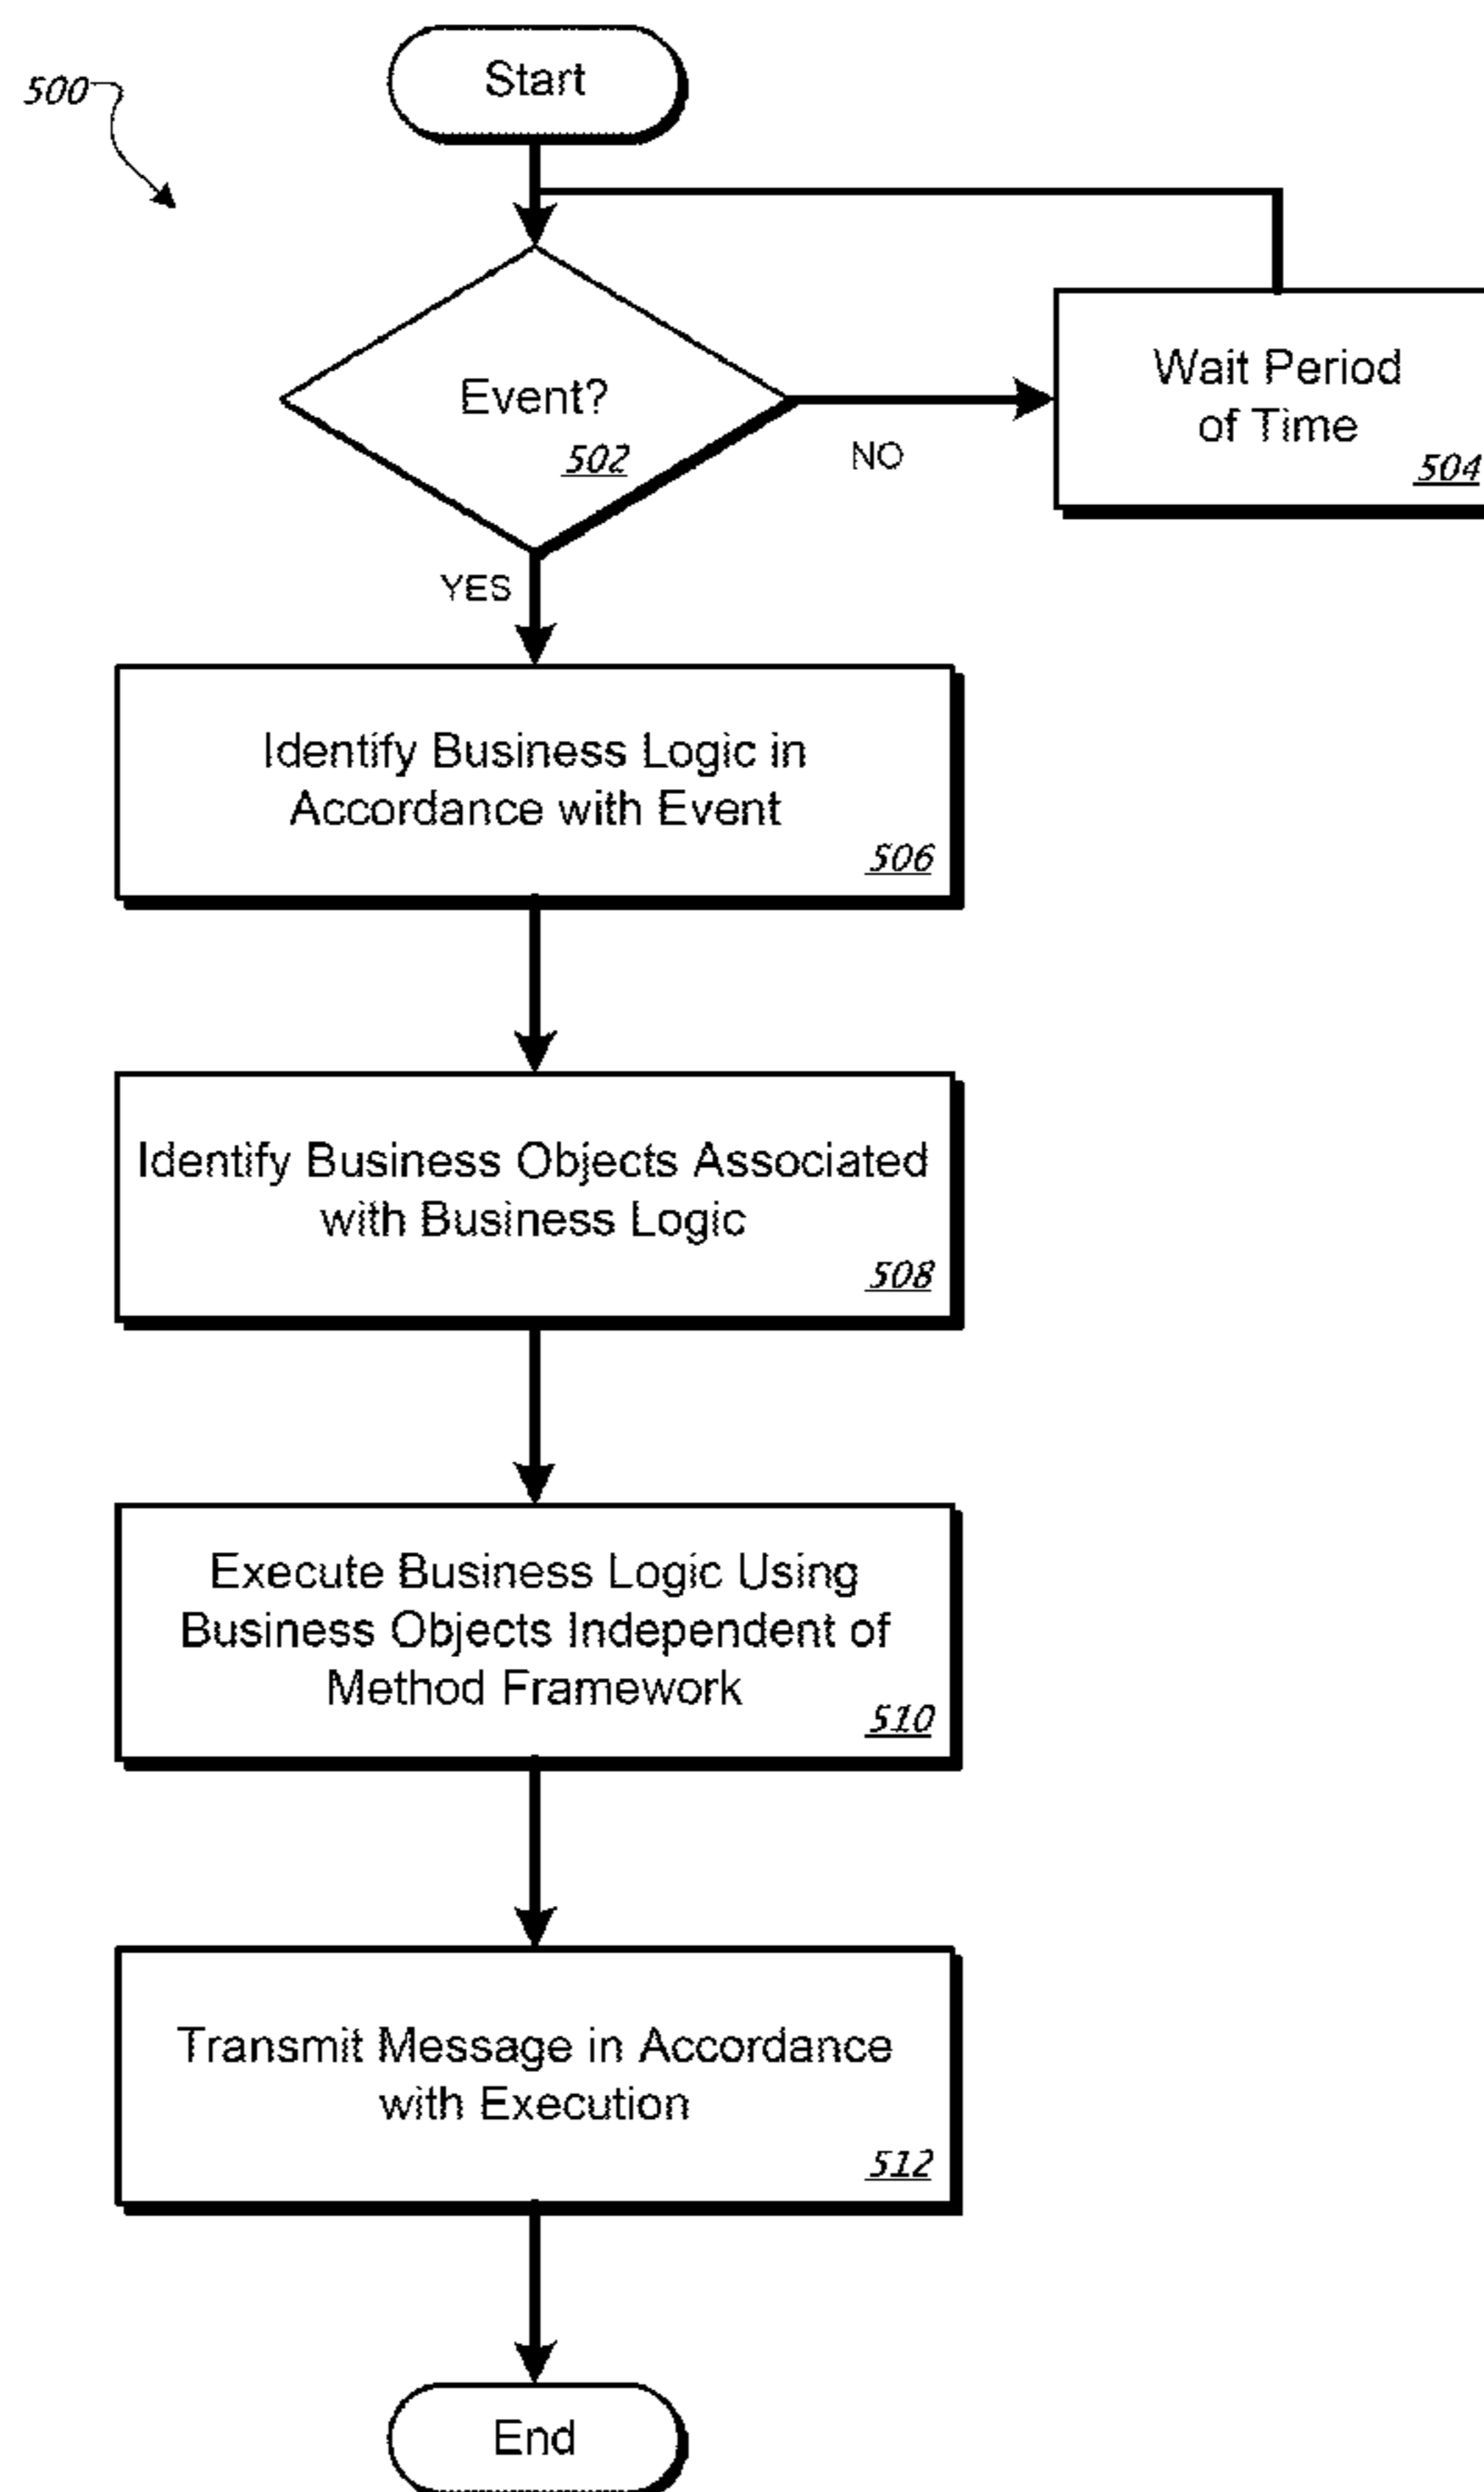 500
Start
Event?
502
NO
Wait Period
of Time
504
YES
Identify Business Logic in
Accordance with Event
506
Identify Business Objects Associated
with Business Logic
508
Execute Business Logic Using
Business Objects Independent of
Method Framework
510
Transmit Message in Accordance
with Execution
512
End